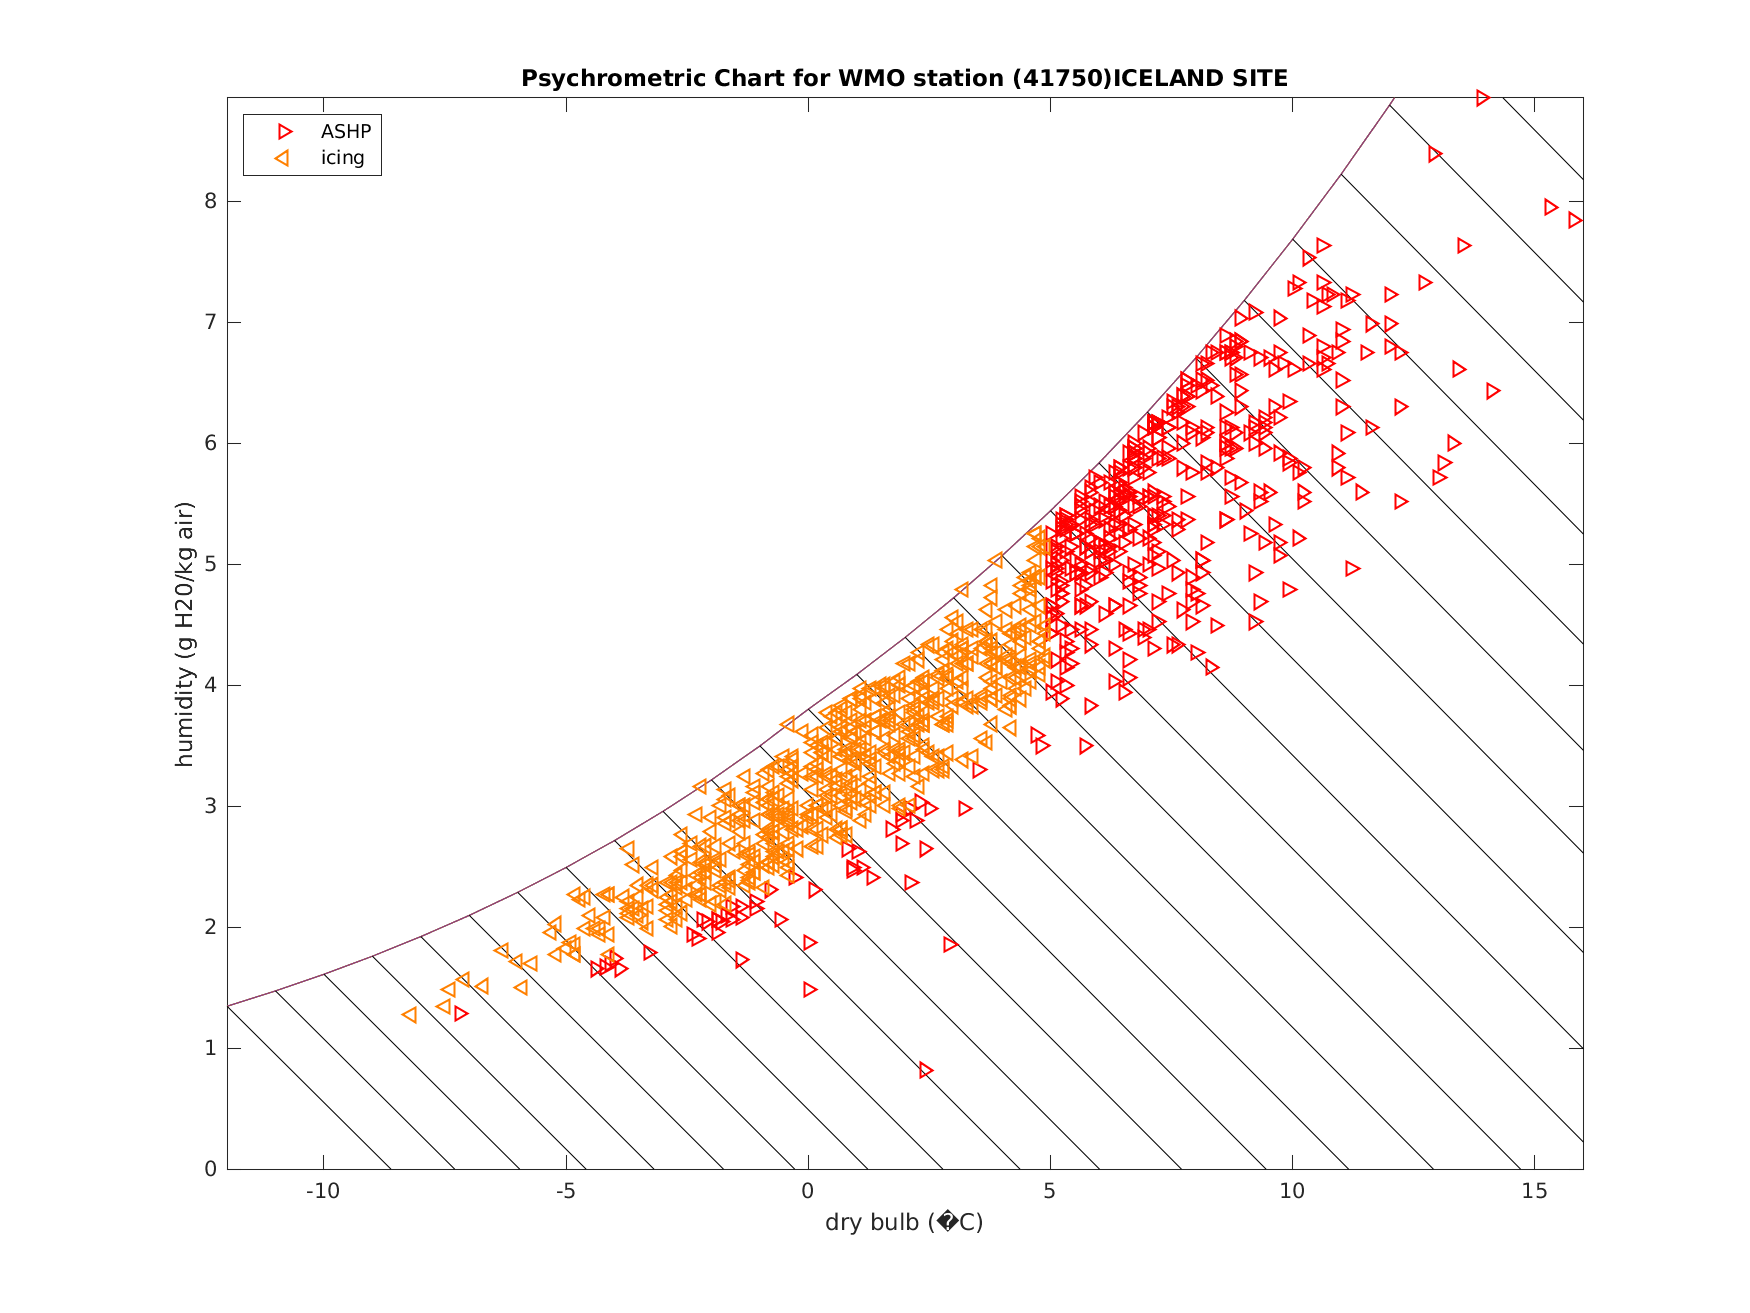 Psychrometric Chart for WMO station (41750)ICELAND SITE
ASHP
icing
8
7
6
5
4
3
2
1
0
humidity (g H20/kg air)
-10 -5 0 5 10 15
dry bulb (�C)